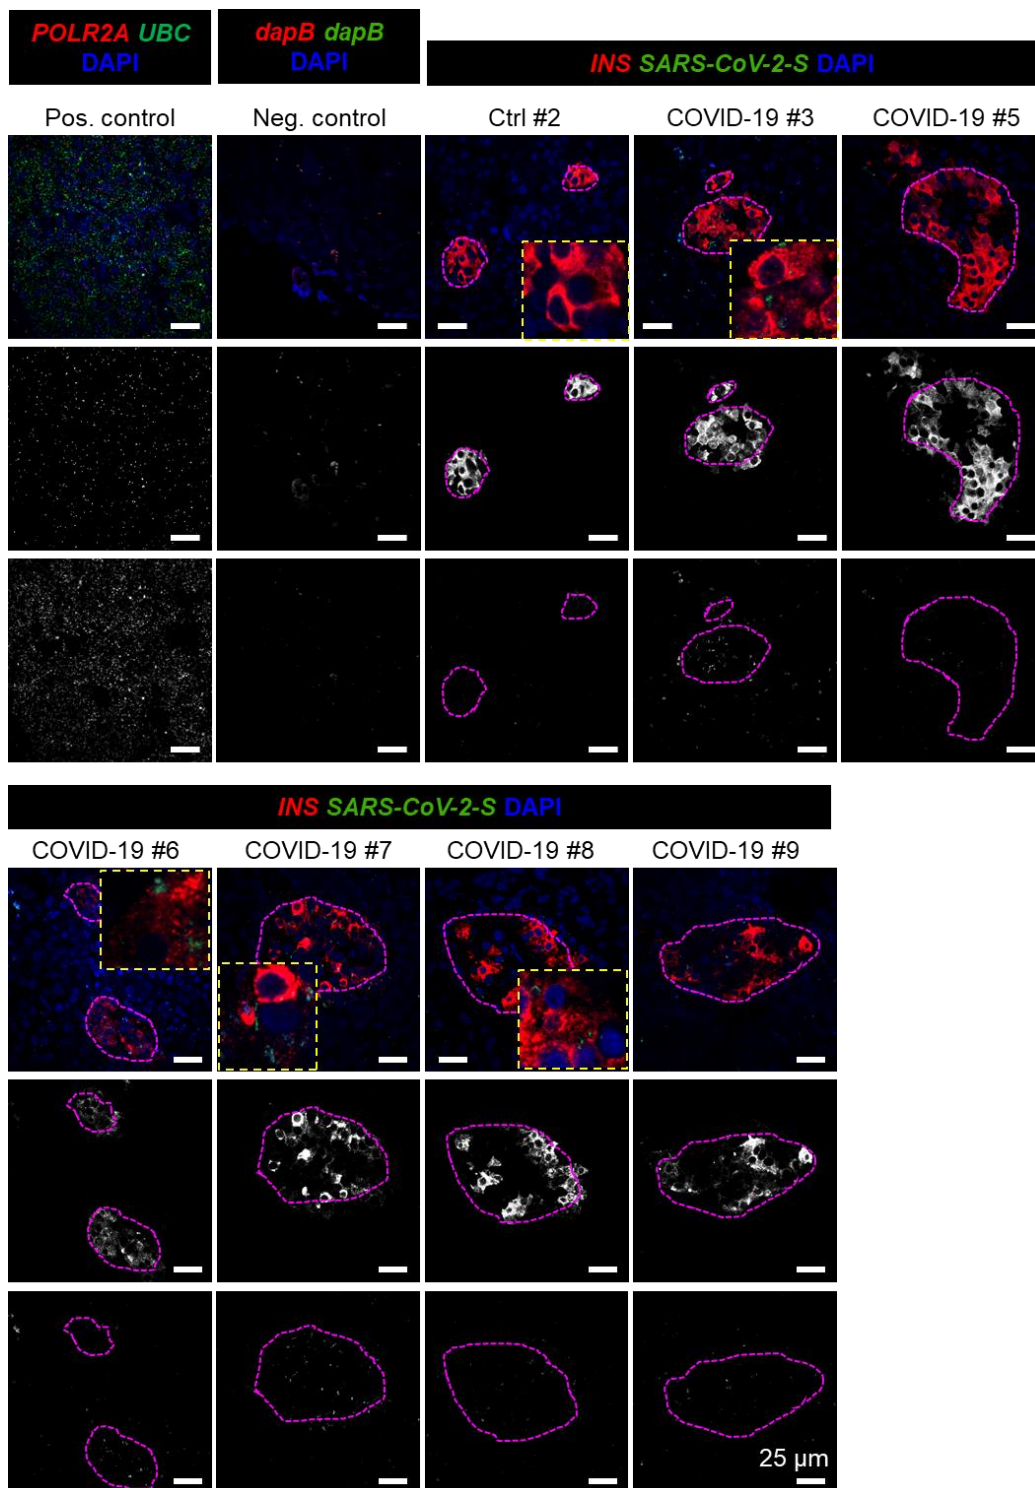 POLR2A UBC
DAPI
dapB dapB
DAPI
INS SARS-CoV-2-S DAPI
Pos. control
Neg. control
Ctrl #2
COVID-19 #3
COVID-19 #5
INS SARS-CoV-2-S DAPI
COVID-19 #6
COVID-19 #7
COVID-19 #8
COVID-19 #9
25 µm